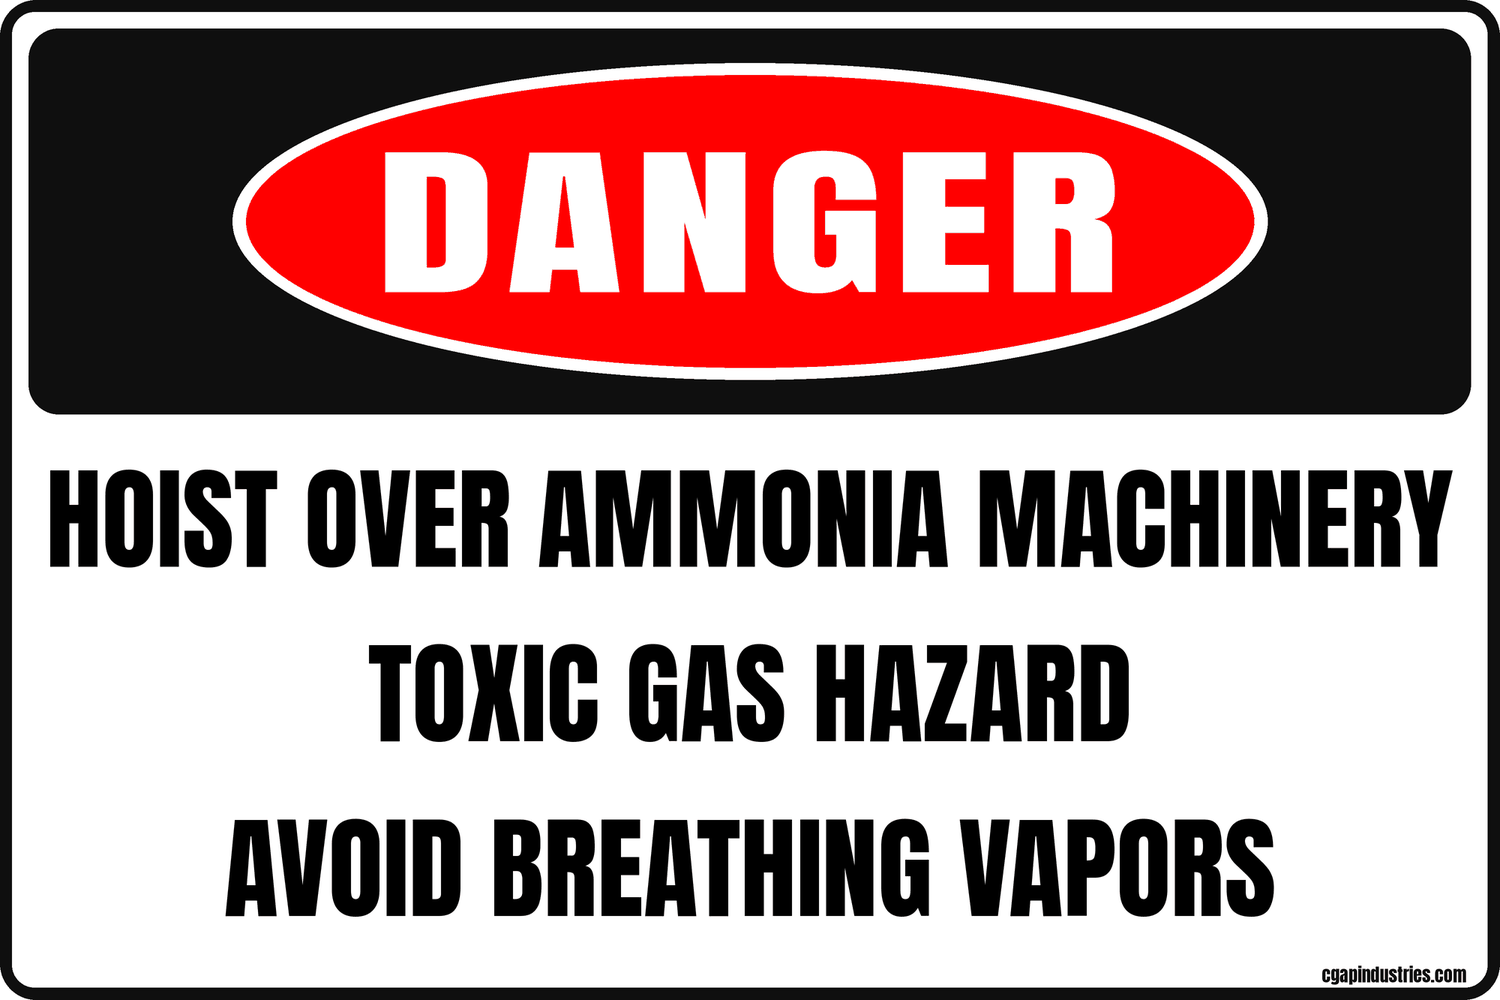 DANGER
HOIST OVER AMMONIA MACHINERY
TOXIC GAS HAZARD
AVOID BREATHING VAPORS
cgapindustries.com